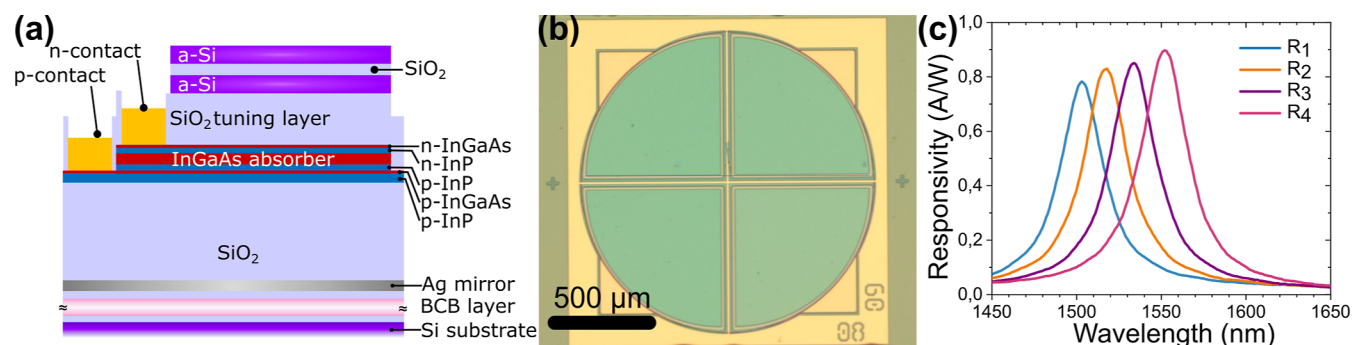 (a)
n-contact
p-contact
a-Si
a-Si
SiO2
SiO2 tuning layer
InGaAs absorber
n-InGaAs
n-InP
p-InP
p-InGaAs
p-InP
SiO2
Ag mirror
≈ BCB layer ≈
Si substrate
(b)
500 µm
60
08
(c)
Responsivity (A/W)
1,0
0,8
0,6
0,4
0,2
0,0
1450 1500 1550 1600 1650
Wavelength (nm)
R1
R2
R3
R4